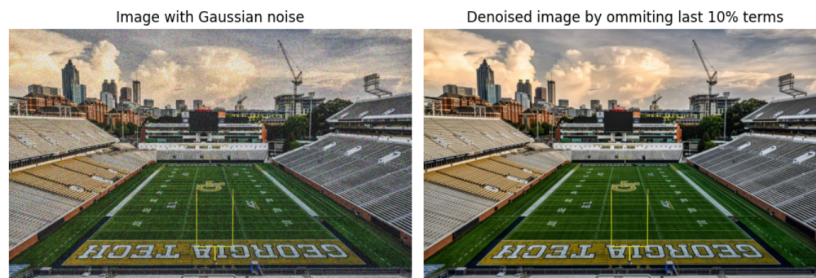 Image with Gaussian noise
Denoised image by ommiting last 10% terms
GEORGIA TECH
GEORGIA TECH